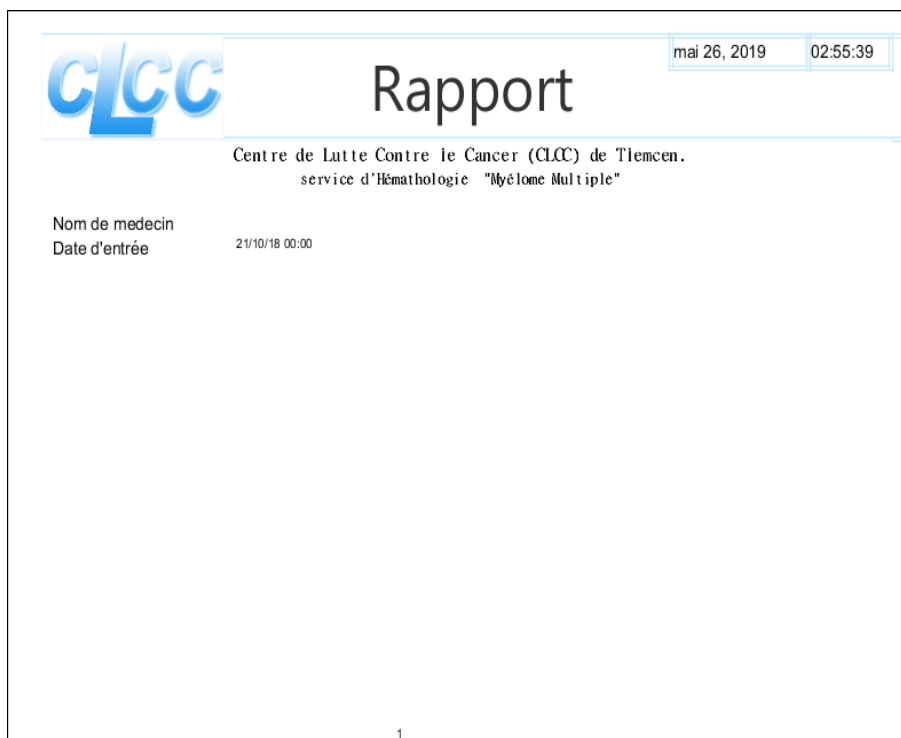 CLCC
Rapport
mai 26, 2019 02:55:39
Centre de Lutte Contre le Cancer (CLCC) de Tlemcen.
service d'Hémathologie "Myélome Multiple"
Nom de medecin
Date d'entrée 21/10/18 00:00
1